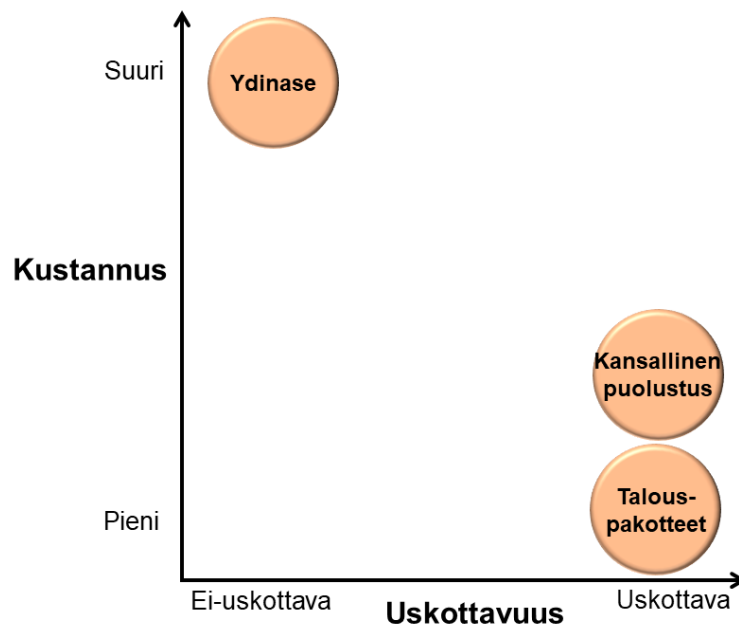 Suuri
Ydinase
Kustannus
Kansallinen
puolustus
Talous-
pakotteet
Pieni
Ei-uskottava
Uskottavuus
Uskottava